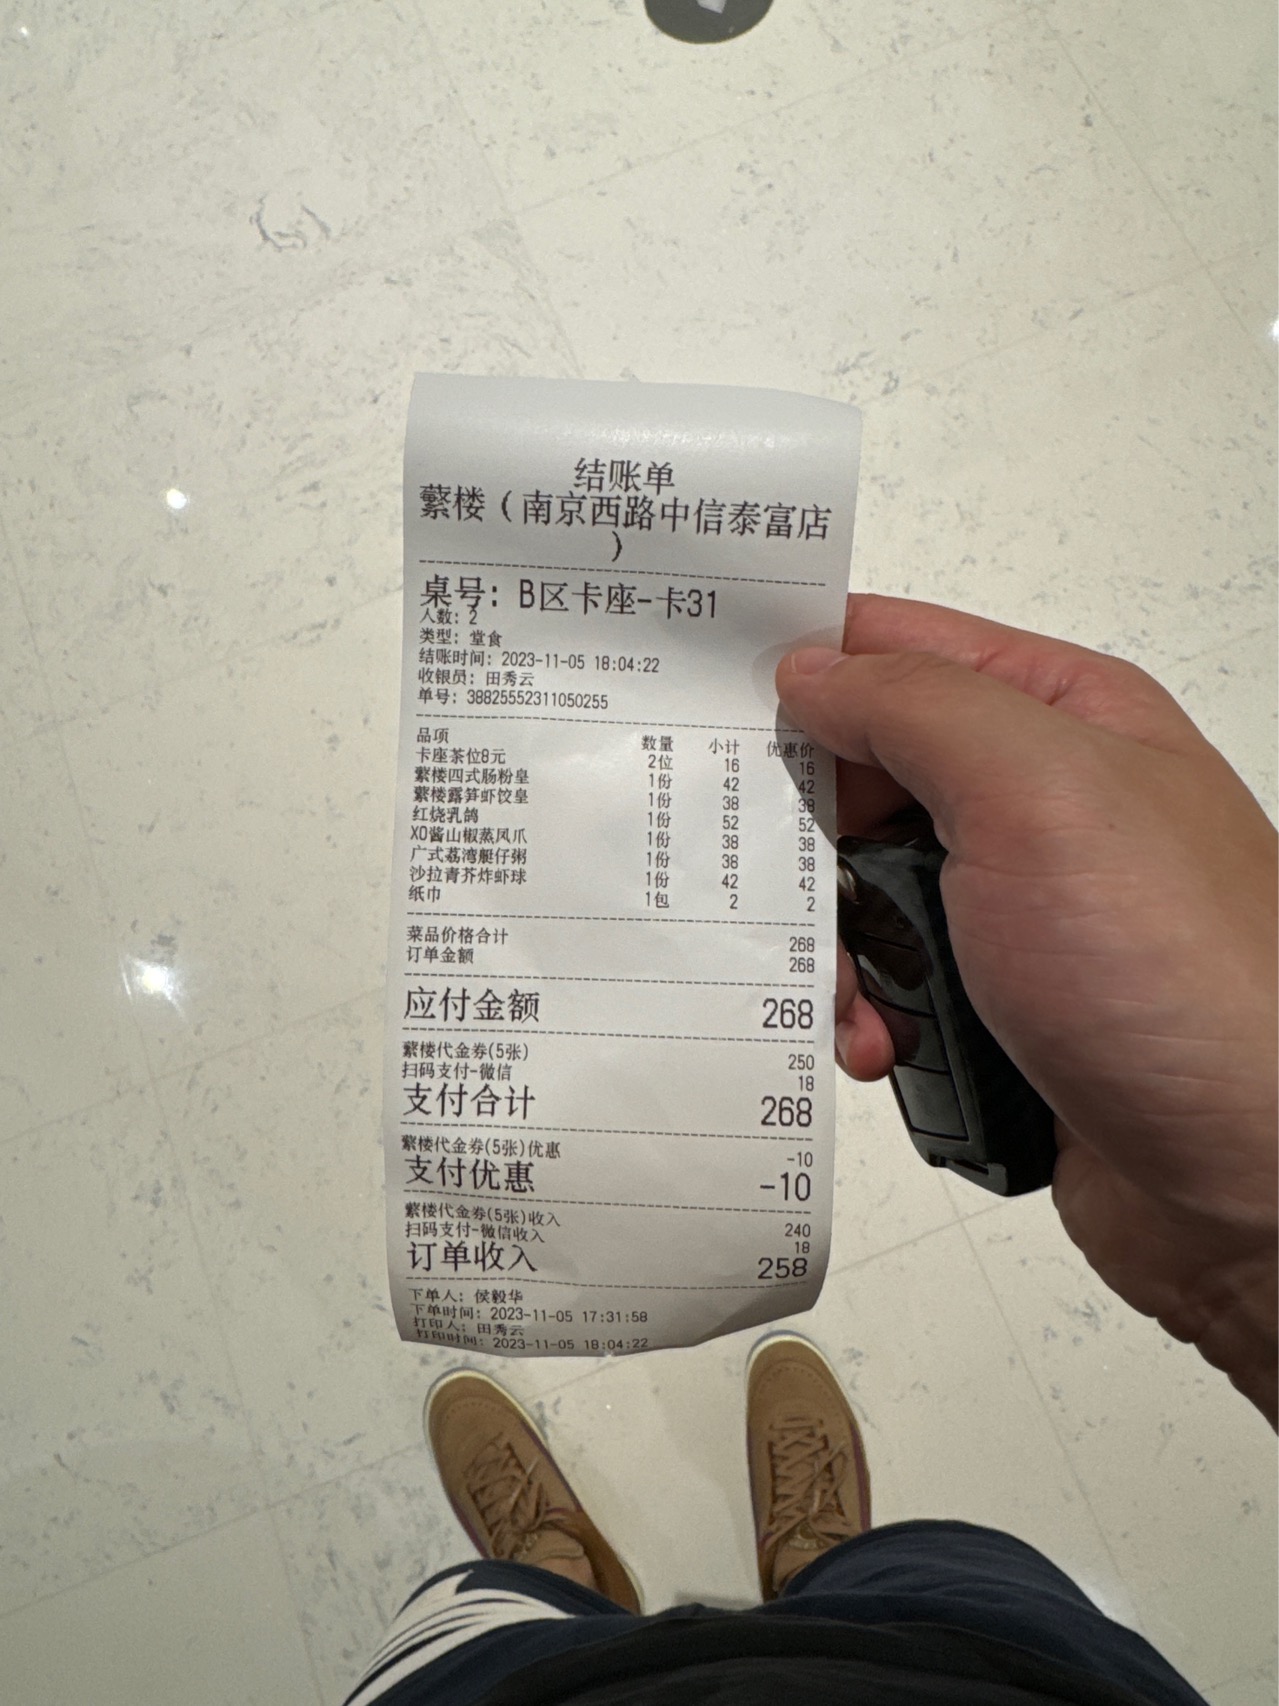 结账单
蘩楼（南京西路中信泰富店
）
桌号: B区卡座-卡31
人数: 2
类型: 堂食
结账时间: 2023-11-05 18:04:22
收银员: 田秀云
单号: 38825552311050255
品项 数量 小计 优惠价
卡座茶位8元 2位 16 16
蘩楼四式肠粉皇 1份 42 42
蘩楼露笋虾饺皇 1份 38 38
红烧乳鸽 1份 52 52
XO酱山椒蒸凤爪 1份 38 38
广式荔湾艇仔粥 1份 38 38
沙拉青芥炸虾球 1份 42 42
纸巾 1包 2 2
菜品价格合计 268
订单金额 268
应付金额 268
蘩楼代金券(5张) 250
扫码支付-微信 18
支付合计 268
蘩楼代金券(5张)优惠 -10
支付优惠 -10
蘩楼代金券(5张)收入 240
扫码支付-微信收入 18
订单收入 258
下单人: 侯毅华
下单时间: 2023-11-05 17:31:58
打印人: 田秀云
打印时间: 2023-11-05 18:04:22